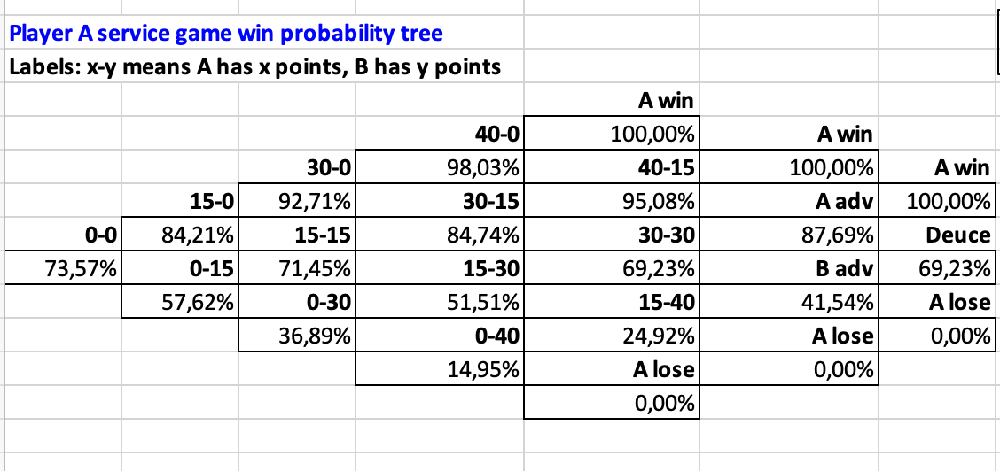 Player A service game win probability tree
Labels: x-y means A has x points, B has y points
A win
40-0 100,00% A win
30-0 98,03% 40-15 100,00% A win
15-0 92,71% 30-15 95,08% A adv 100,00%
0-0 84,21% 15-15 84,74% 30-30 87,69% Deuce
73,57% 0-15 71,45% 15-30 69,23% B adv 69,23%
57,62% 0-30 51,51% 15-40 41,54% A lose
36,89% 0-40 24,92% A lose 0,00%
14,95% A lose 0,00%
0,00%